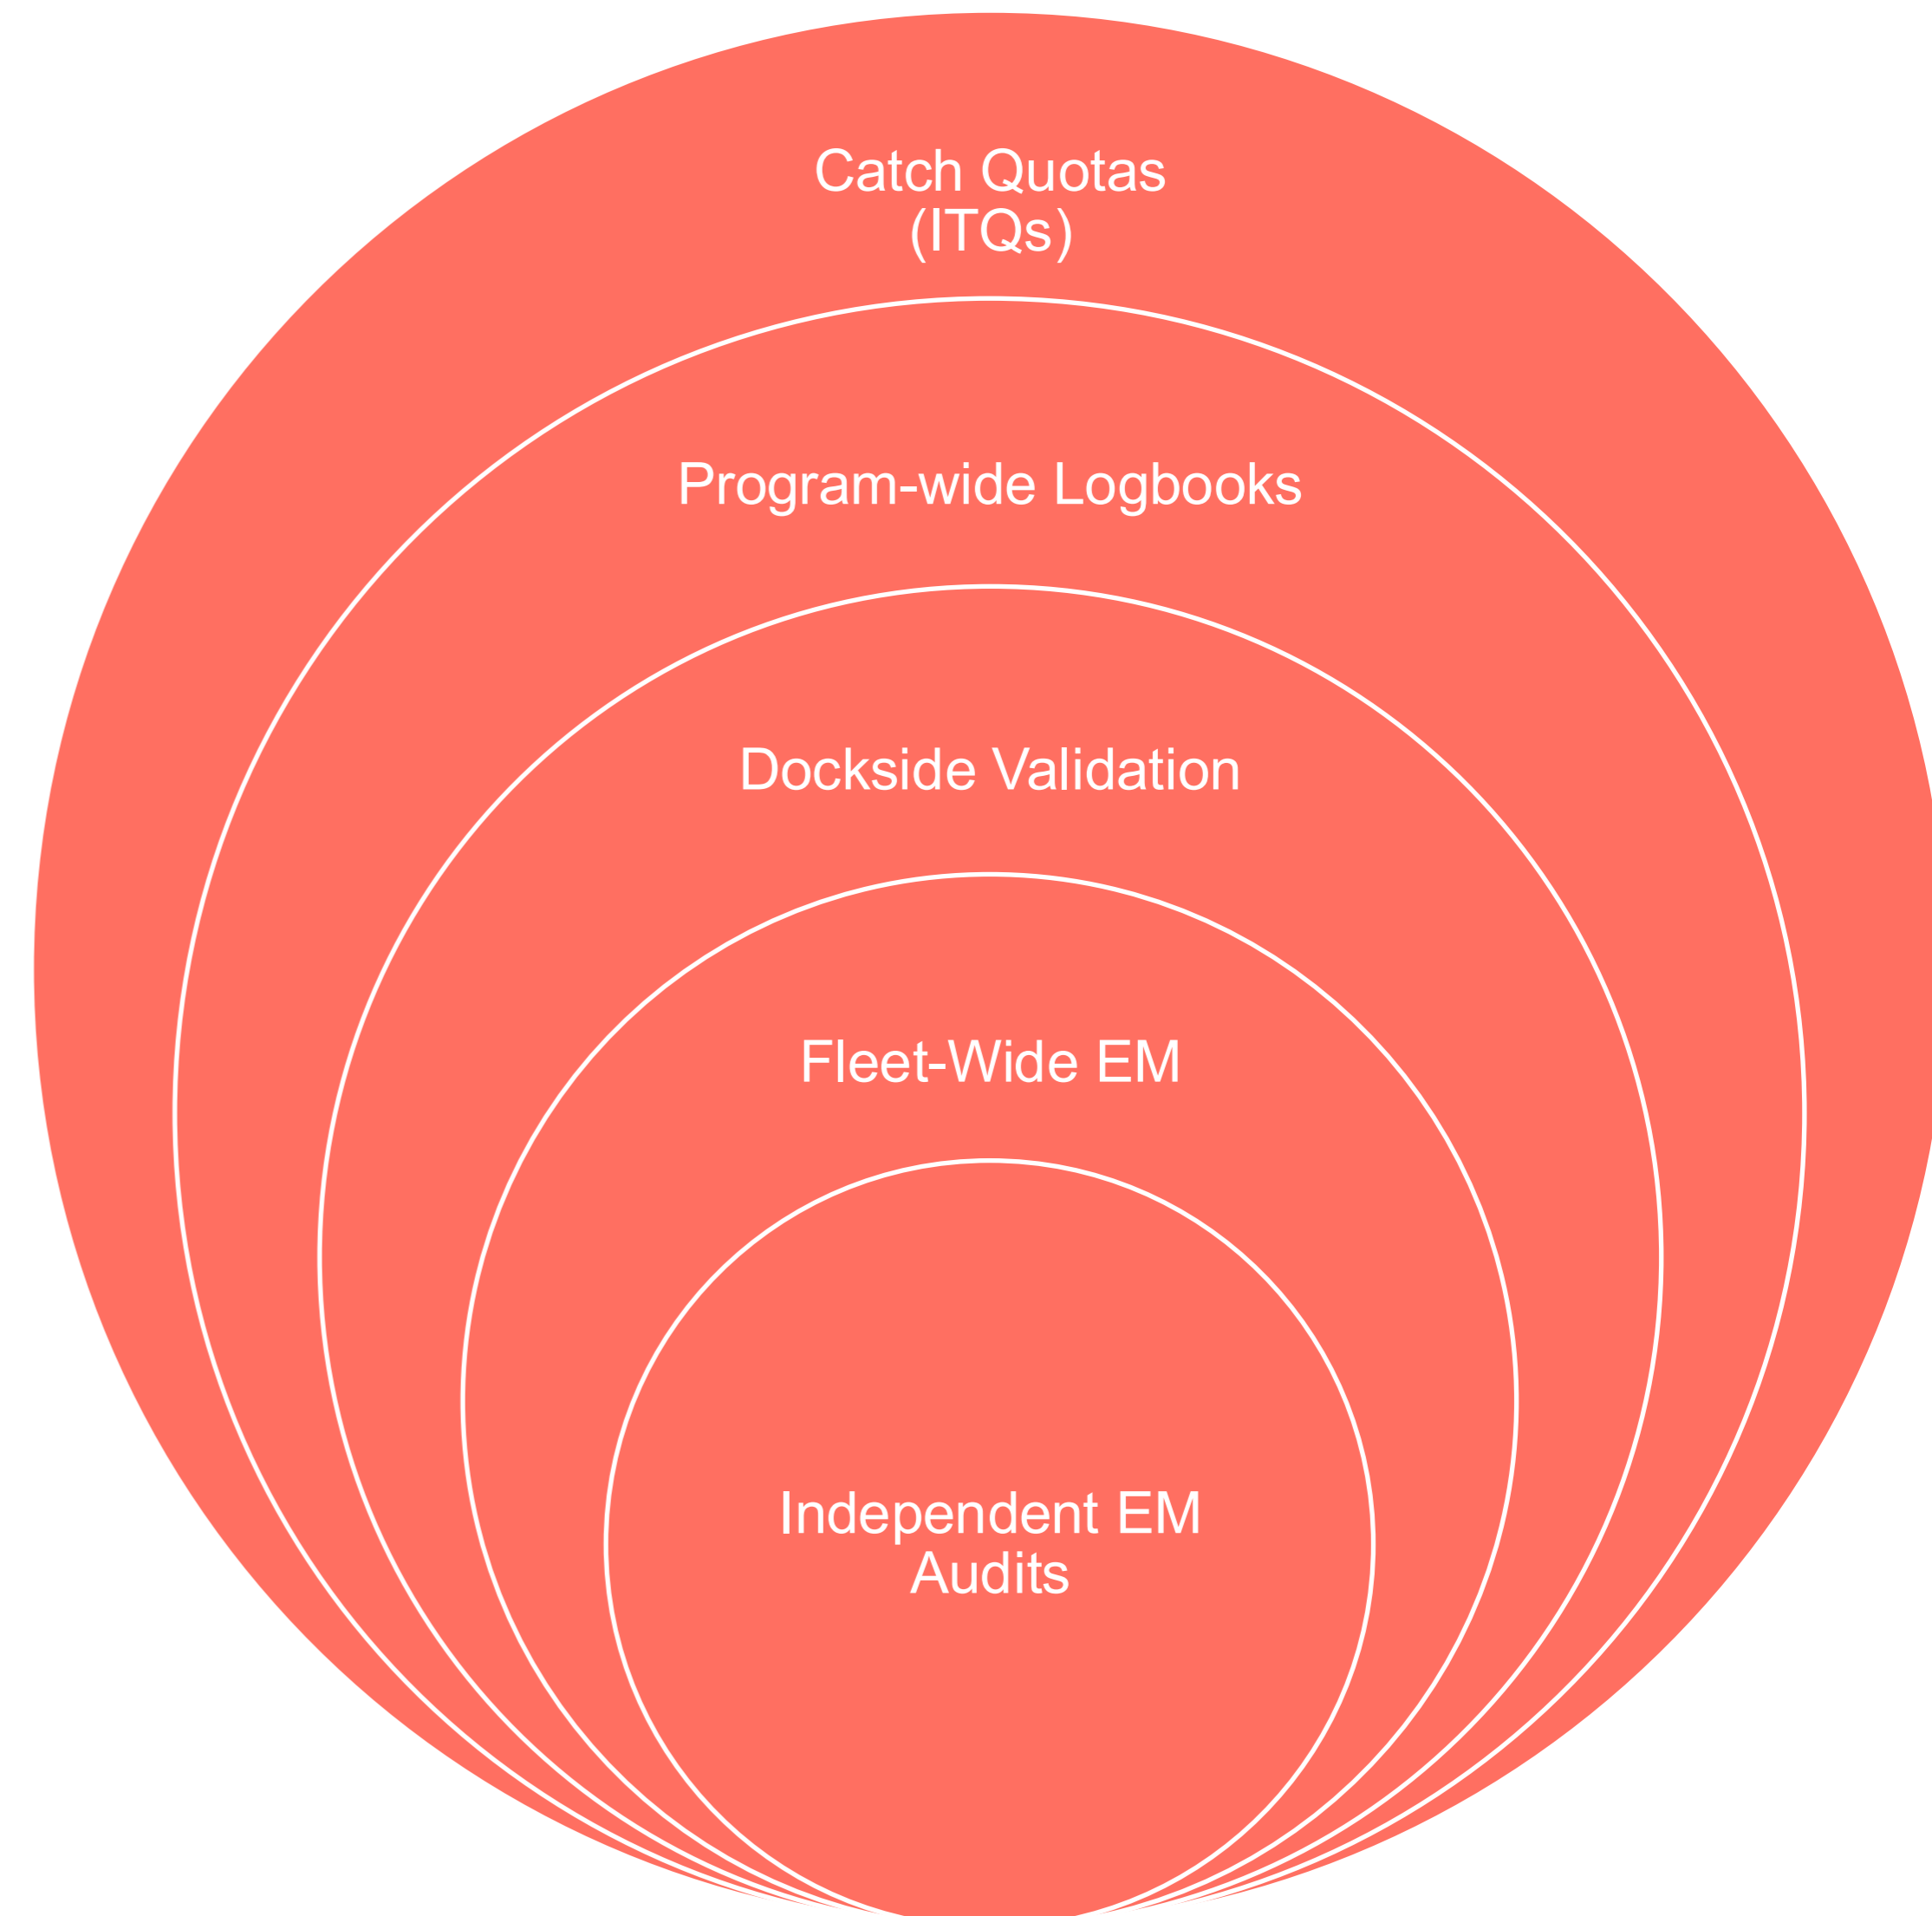 Catch Quotas
(ITQs)
Program-wide Logbooks
Dockside Validation
Fleet-Wide EM
Independent EM
Audits